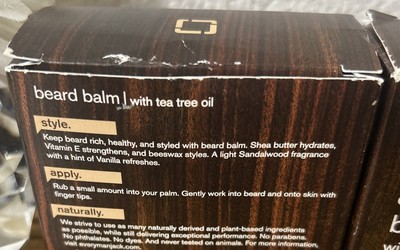 beard balm | with tea tree oil
style.
Keep beard rich, healthy, and styled with beard balm. Shea butter hydrates,
Vitamin E strengthens, and beeswax styles. A light Sandalwood fragrance
with a hint of Vanilla refreshes.
apply.
Rub a small amount into your palm. Gently work into beard and onto skin with
finger tips.
naturally.
We strive to use as many naturally derived and plant-based ingredients
as possible, while still delivering exceptional performance. No parabens.
No phthalates. No dyes. And never tested on animals. For more information,
visit everymanjack.com.
b
wi